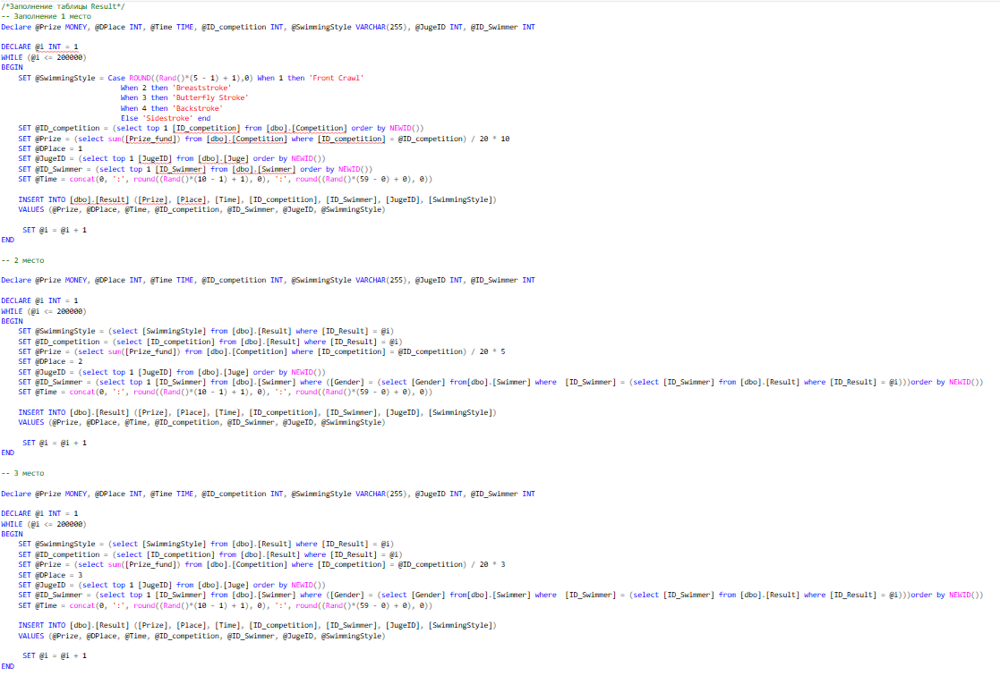 /*Заполнение таблицы Result*/
-- Заполнение 1 место
Declare @Prize MONEY, @DPlace INT, @Time TIME, @ID_competition INT, @SwimmingStyle VARCHAR(255), @JugeID INT, @ID_Swimmer INT
DECLARE @i INT = 1
WHILE (@i <= 200000)
BEGIN
SET @SwimmingStyle = Case ROUND((Rand()*(5 - 1) + 1),0) When 1 then 'Front Crawl'
When 2 then 'Breaststroke'
When 3 then 'Butterfly Stroke'
When 4 then 'Backstroke'
Else 'Sidestroke' end
SET @ID_competition = (select top 1 [ID_competition] from [dbo].[Competition] order by NEWID())
SET @Prize = (select sum([Prize_fund]) from [dbo].[Competition] where [ID_competition] = @ID_competition) / 20 * 10
SET @DPlace = 1
SET @JugeID = (select top 1 [JugeID] from [dbo].[Juge] order by NEWID())
SET @ID_Swimmer = (select top 1 [ID_Swimmer] from [dbo].[Swimmer] order by NEWID())
SET @Time = concat(0, ':', round((Rand()*(10 - 1) + 1), 0), ':', round((Rand()*(59 - 0) + 0), 0))
INSERT INTO [dbo].[Result] ([Prize], [Place], [Time], [ID_competition], [ID_Swimmer], [JugeID], [SwimmingStyle])
VALUES (@Prize, @DPlace, @Time, @ID_competition, @ID_Swimmer, @JugeID, @SwimmingStyle)
SET @i = @i + 1
END
-- 2 место
Declare @Prize MONEY, @DPlace INT, @Time TIME, @ID_competition INT, @SwimmingStyle VARCHAR(255), @JugeID INT, @ID_Swimmer INT
DECLARE @i INT = 1
WHILE (@i <= 200000)
BEGIN
SET @SwimmingStyle = (select [SwimmingStyle] from [dbo].[Result] where [ID_Result] = @i)
SET @ID_competition = (select [ID_competition] from [dbo].[Result] where [ID_Result] = @i)
SET @Prize = (select sum([Prize_fund]) from [dbo].[Competition] where [ID_competition] = @ID_competition) / 20 * 5
SET @DPlace = 2
SET @JugeID = (select top 1 [JugeID] from [dbo].[Juge] order by NEWID())
SET @ID_Swimmer = (select top 1 [ID_Swimmer] from [dbo].[Swimmer] where ([Gender] = (select [Gender] from[dbo].[Swimmer] where  [ID_Swimmer] = (select [ID_Swimmer] from [dbo].[Result] where [ID_Result] = @i)))order by NEWID())
SET @Time = concat(0, ':', round((Rand()*(10 - 1) + 1), 0), ':', round((Rand()*(59 - 0) + 0), 0))
INSERT INTO [dbo].[Result] ([Prize], [Place], [Time], [ID_competition], [ID_Swimmer], [JugeID], [SwimmingStyle])
VALUES (@Prize, @DPlace, @Time, @ID_competition, @ID_Swimmer, @JugeID, @SwimmingStyle)
SET @i = @i + 1
END
-- 3 место
Declare @Prize MONEY, @DPlace INT, @Time TIME, @ID_competition INT, @SwimmingStyle VARCHAR(255), @JugeID INT, @ID_Swimmer INT
DECLARE @i INT = 1
WHILE (@i <= 200000)
BEGIN
SET @SwimmingStyle = (select [SwimmingStyle] from [dbo].[Result] where [ID_Result] = @i)
SET @ID_competition = (select [ID_competition] from [dbo].[Result] where [ID_Result] = @i)
SET @Prize = (select sum([Prize_fund]) from [dbo].[Competition] where [ID_competition] = @ID_competition) / 20 * 3
SET @DPlace = 3
SET @JugeID = (select top 1 [JugeID] from [dbo].[Juge] order by NEWID())
SET @ID_Swimmer = (select top 1 [ID_Swimmer] from [dbo].[Swimmer] where ([Gender] = (select [Gender] from[dbo].[Swimmer] where  [ID_Swimmer] = (select [ID_Swimmer] from [dbo].[Result] where [ID_Result] = @i)))order by NEWID())
SET @Time = concat(0, ':', round((Rand()*(10 - 1) + 1), 0), ':', round((Rand()*(59 - 0) + 0), 0))
INSERT INTO [dbo].[Result] ([Prize], [Place], [Time], [ID_competition], [ID_Swimmer], [JugeID], [SwimmingStyle])
VALUES (@Prize, @DPlace, @Time, @ID_competition, @ID_Swimmer, @JugeID, @SwimmingStyle)
SET @i = @i + 1
END